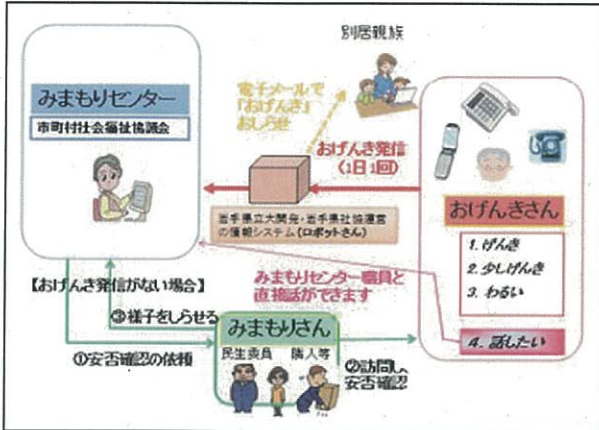 別居親族
みまもりセンター
市町村社会福祉協議会
電子メールで
「おげんき」
おしらせ
おげんき発信
(1日1回)
岩手県立大開発・岩手県社協運営
の情報システム(ロボットさん)
おげんきさん
1. げんき
2. 少しげんき
3. わるい
4. 話したい
【おげんき発信がない場合】
みまもりセンター職員と
直接話ができます
③様子をしらせる
①安否確認の依頼
みまもりさん
民生委員 隣人等
②訪問し
安否確認